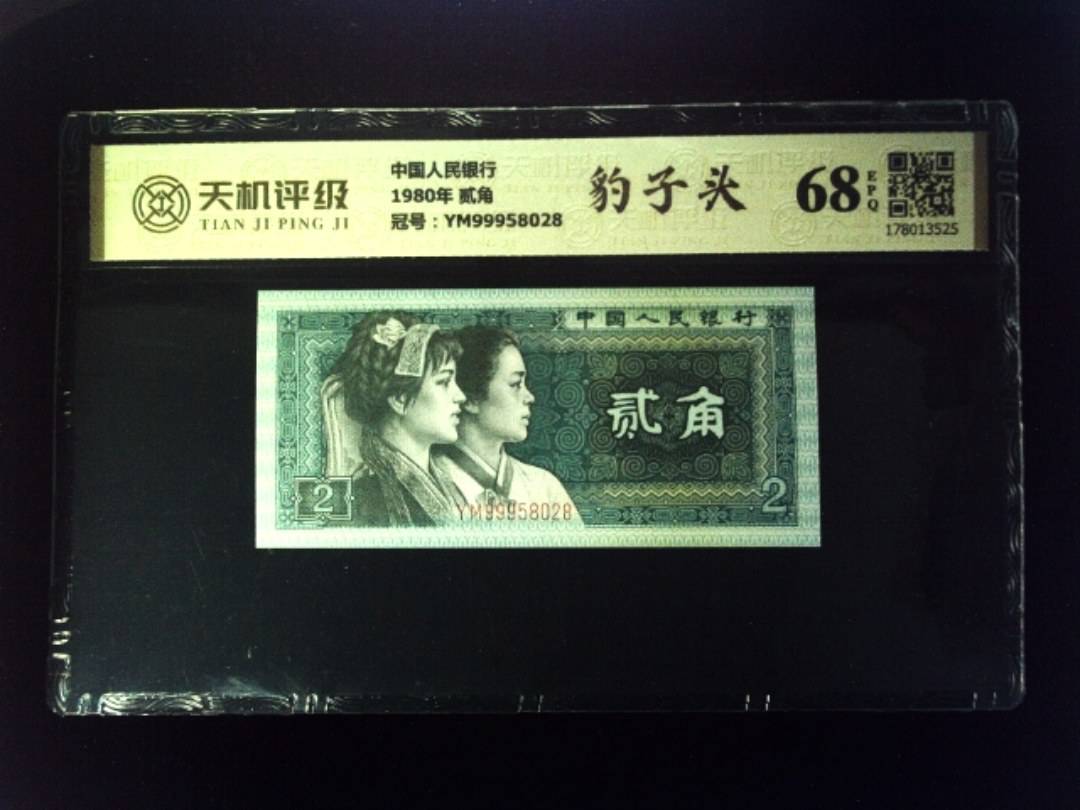 天机评级
TIAN JI PING JI
中国人民银行
1980年 贰角
冠号：YM99958028
豹子头
68
EPQ
178013525
中国人民银行
贰角
2
2
YM99958028